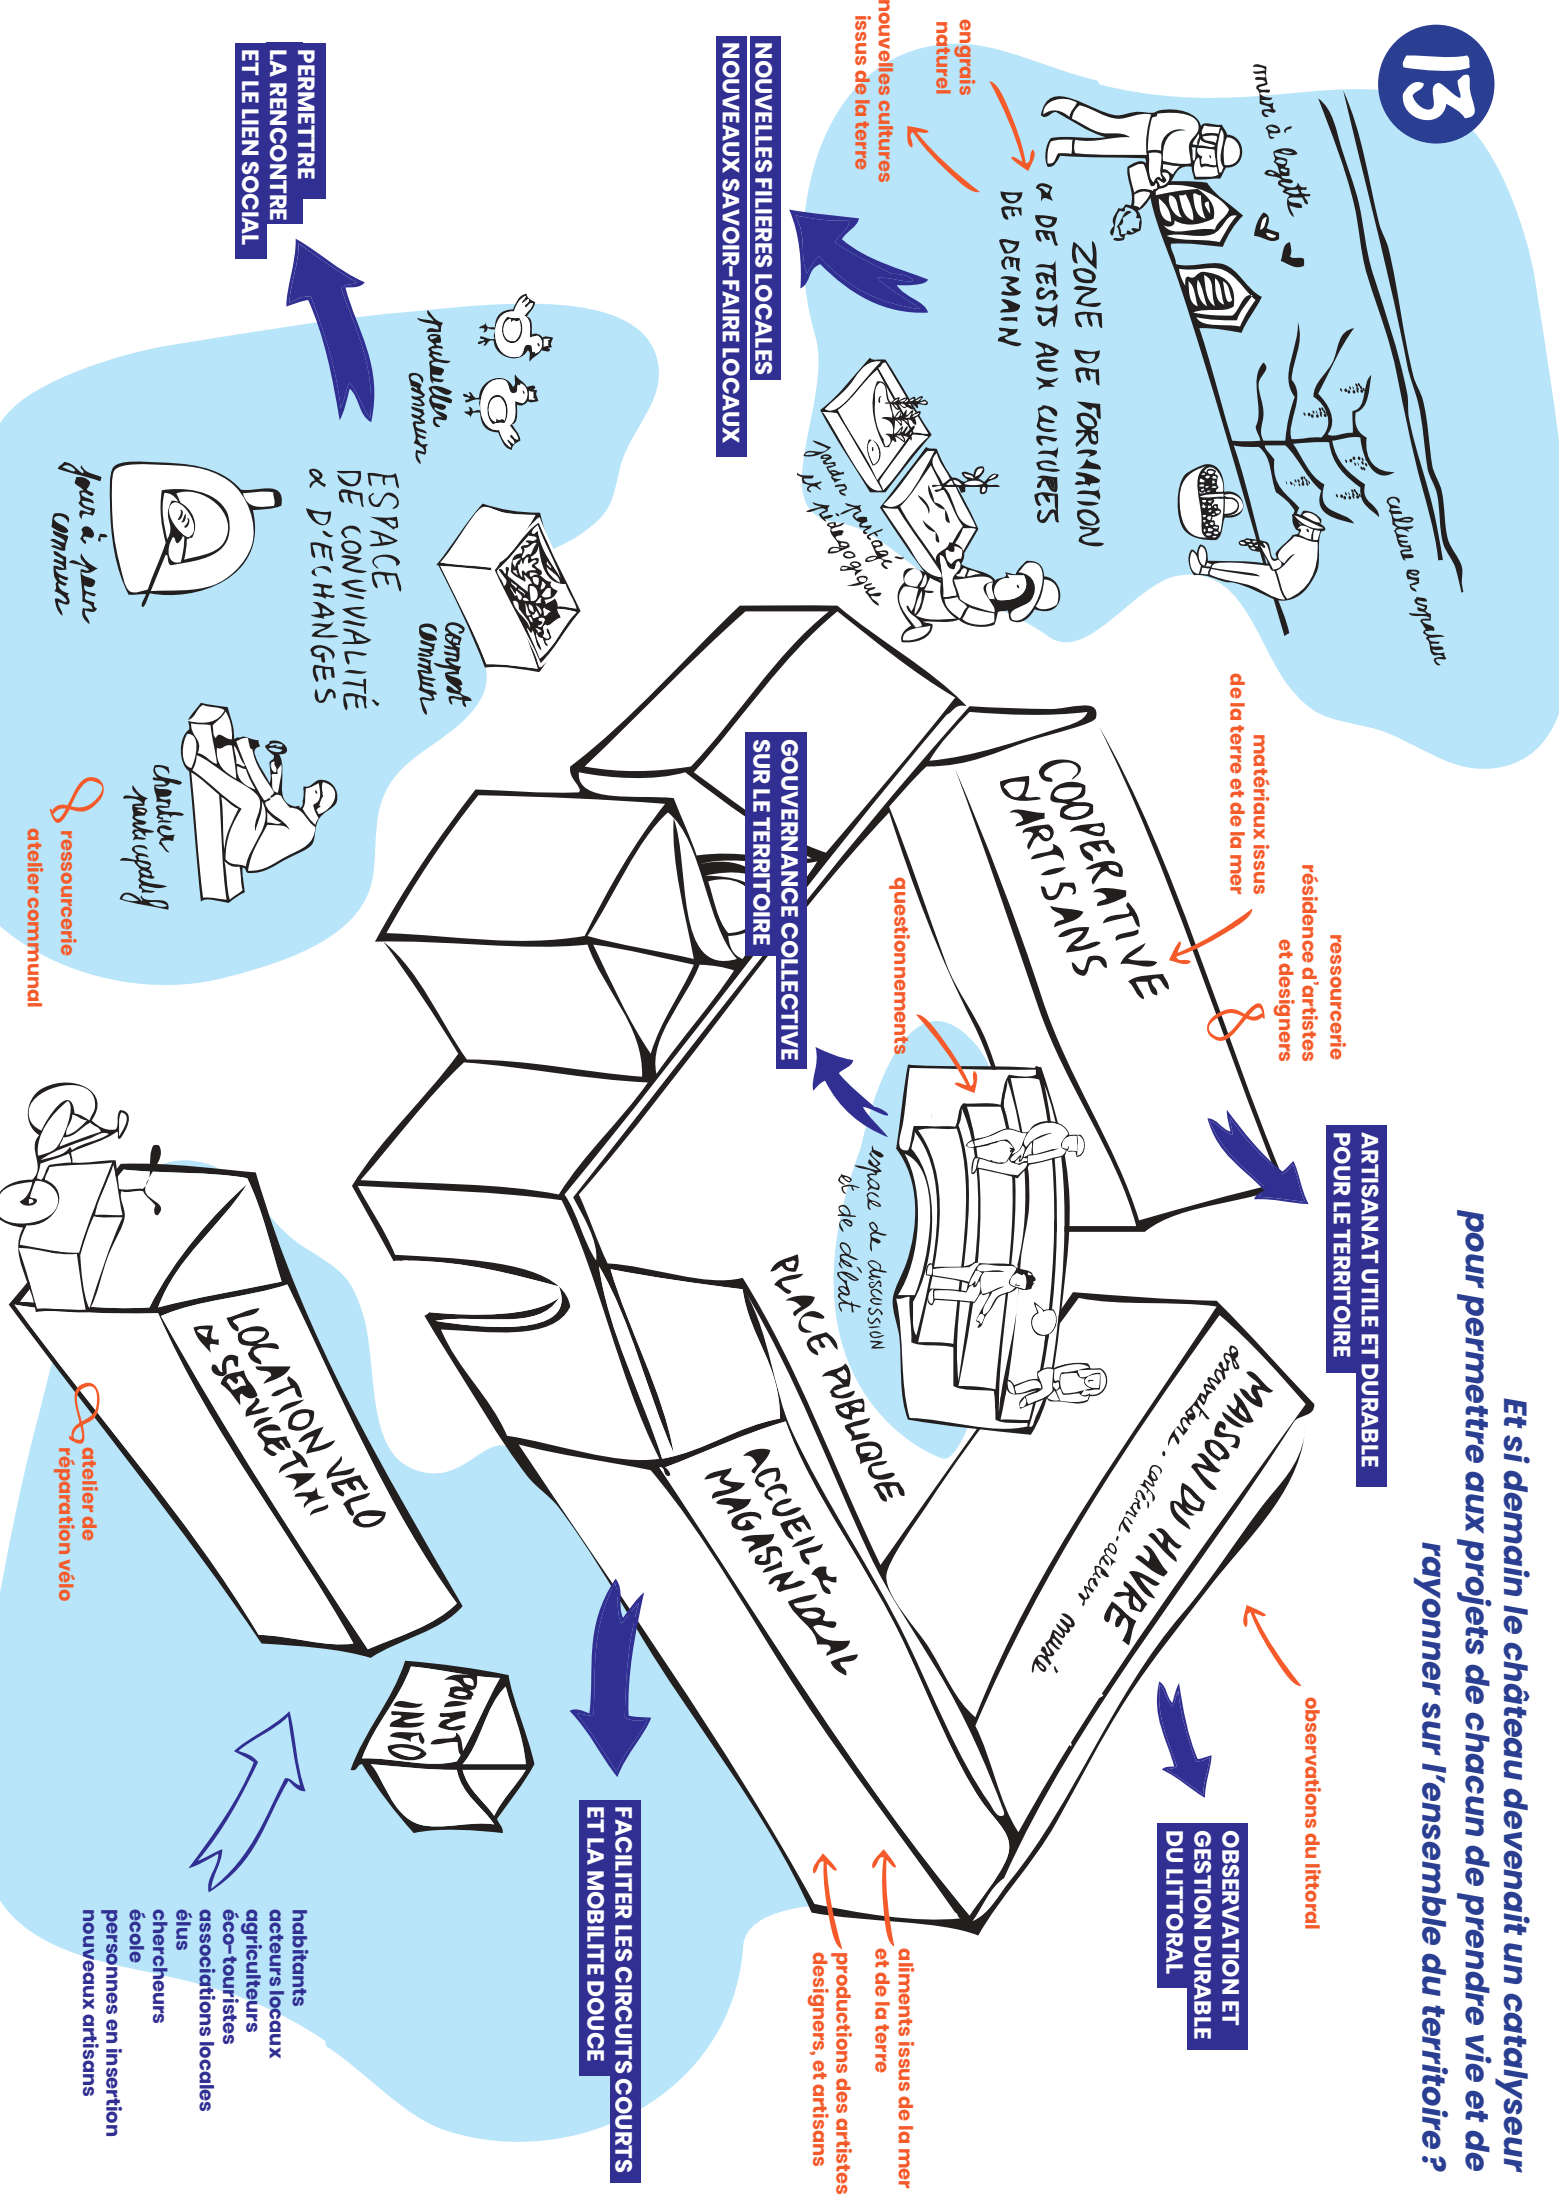 13
Et si demain le château devenait un catalyseur
pour permettre aux projets de chacun de prendre vie et de
rayonner sur l'ensemble du territoire ?
mur à logette
culture en espalier
engrais
naturel
nouvelles cultures
issus de la terre
ZONE DE FORMATION
& DE TESTS AUX CULTURES
DE DEMAIN
jardin partagé
et pédagogique
NOUVELLES FILIERES LOCALES
NOUVEAUX SAVOIR-FAIRE LOCAUX
matériaux issus
de la terre et de la mer
ressourcerie
résidence d'artistes
et designers
COOPERATIVE
D'ARTISANS
ARTISANAT UTILE ET DURABLE
POUR LE TERRITOIRE
GOUVERNANCE COLLECTIVE
SUR LE TERRITOIRE
questionnements
espace de discussion
et de débat
PLACE PUBLIQUE
observatoire. conférence-atelier musée
MAISON DU HAVRE
observations du littoral
OBSERVATION ET
GESTION DURABLE
DU LITTORAL
ACCUEIL &
MAGASIN LOCAL
aliments issus de la mer
et de la terre
productions des artistes
designers, et artisans
FACILITER LES CIRCUITS COURTS
ET LA MOBILITE DOUCE
PERMETTRE
LA RENCONTRE
ET LE LIEN SOCIAL
poulailler
commun
ESPACE
DE CONVIVIALITÉ
& D'ECHANGES
compost
commun
four à pain
commun
chantier
participatif
ressourcerie
atelier communal
LOCATION VELO
& SERVICE TAXI
atelier de
réparation vélo
POINT
INFO
habitants
acteurs locaux
agriculteurs
éco-touristes
associations locales
élus
chercheurs
école
personnes en insertion
nouveaux artisans